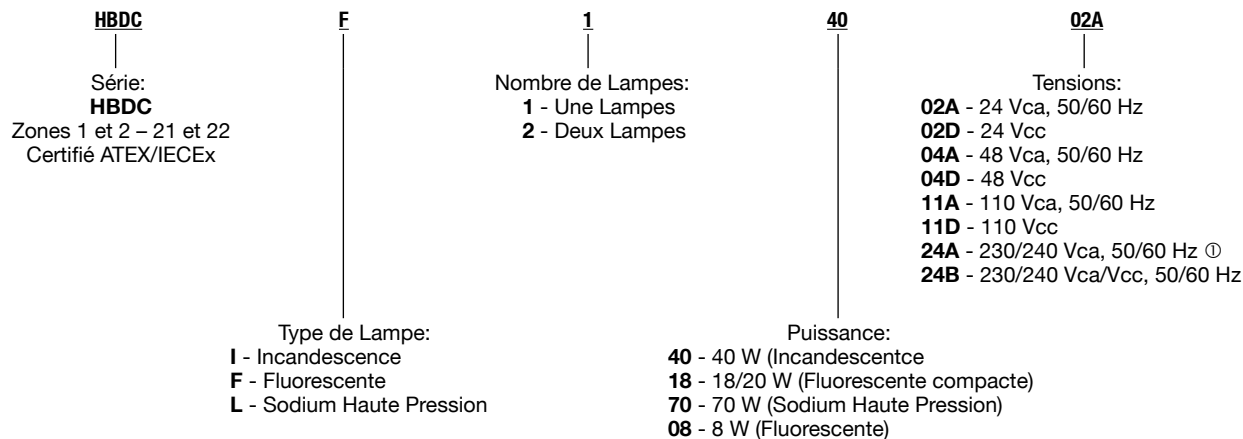 HBDC F 1 40 02A
Série:
HBDC
Zones 1 et 2 – 21 et 22
Certifié ATEX/IECEx
Nombre de Lampes:
1 - Une Lampes
2 - Deux Lampes
Tensions:
02A - 24 Vca, 50/60 Hz
02D - 24 Vcc
04A - 48 Vca, 50/60 Hz
04D - 48 Vcc
11A - 110 Vca, 50/60 Hz
11D - 110 Vcc
24A - 230/240 Vca, 50/60 Hz ①
24B - 230/240 Vca/Vcc, 50/60 Hz
Type de Lampe:
I - Incandescence
F - Fluorescente
L - Sodium Haute Pression
Puissance:
40 - 40 W (Incandescentce
18 - 18/20 W (Fluorescente compacte)
70 - 70 W (Sodium Haute Pression)
08 - 8 W (Fluorescente)